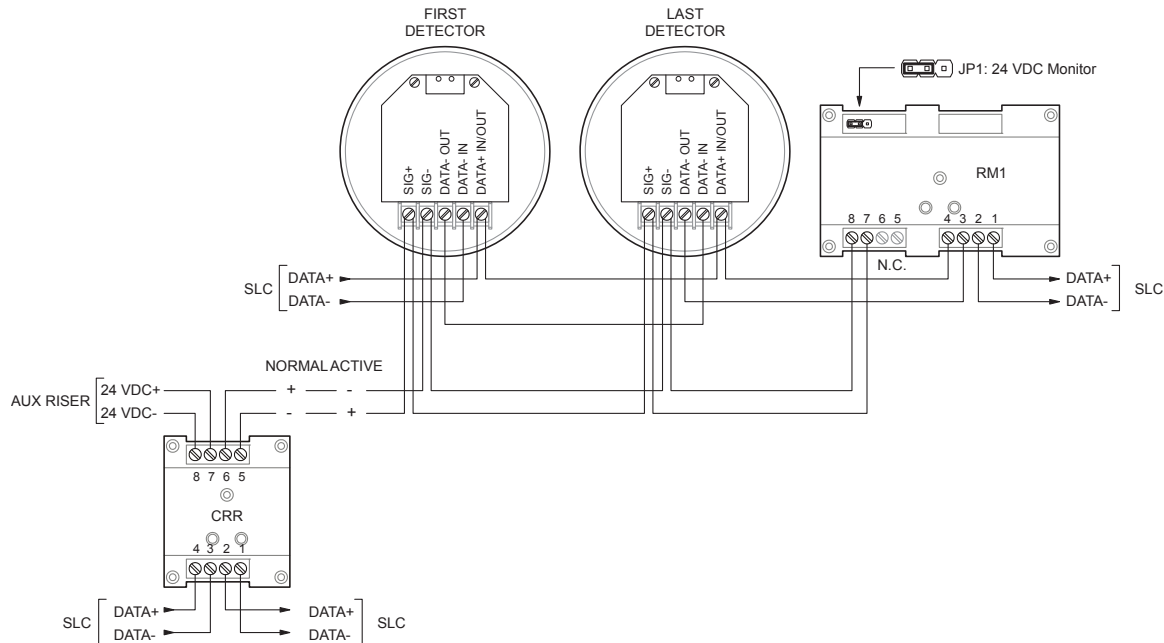 FIRST
DETECTOR
LAST
DETECTOR
JP1: 24 VDC Monitor
SIG+
SIG-
DATA- OUT
DATA- IN
DATA+ IN/OUT
SIG+
SIG-
DATA- OUT
DATA- IN
DATA+ IN/OUT
RM1
8 7 6 5
4 3 2 1
N.C.
SLC
DATA+
DATA-
DATA+
DATA-
SLC
NORMAL ACTIVE
AUX RISER
24 VDC+
24 VDC-
+ -
- +
8 7 6 5
CRR
4 3 2 1
SLC
DATA+
DATA-
DATA+
DATA-
SLC